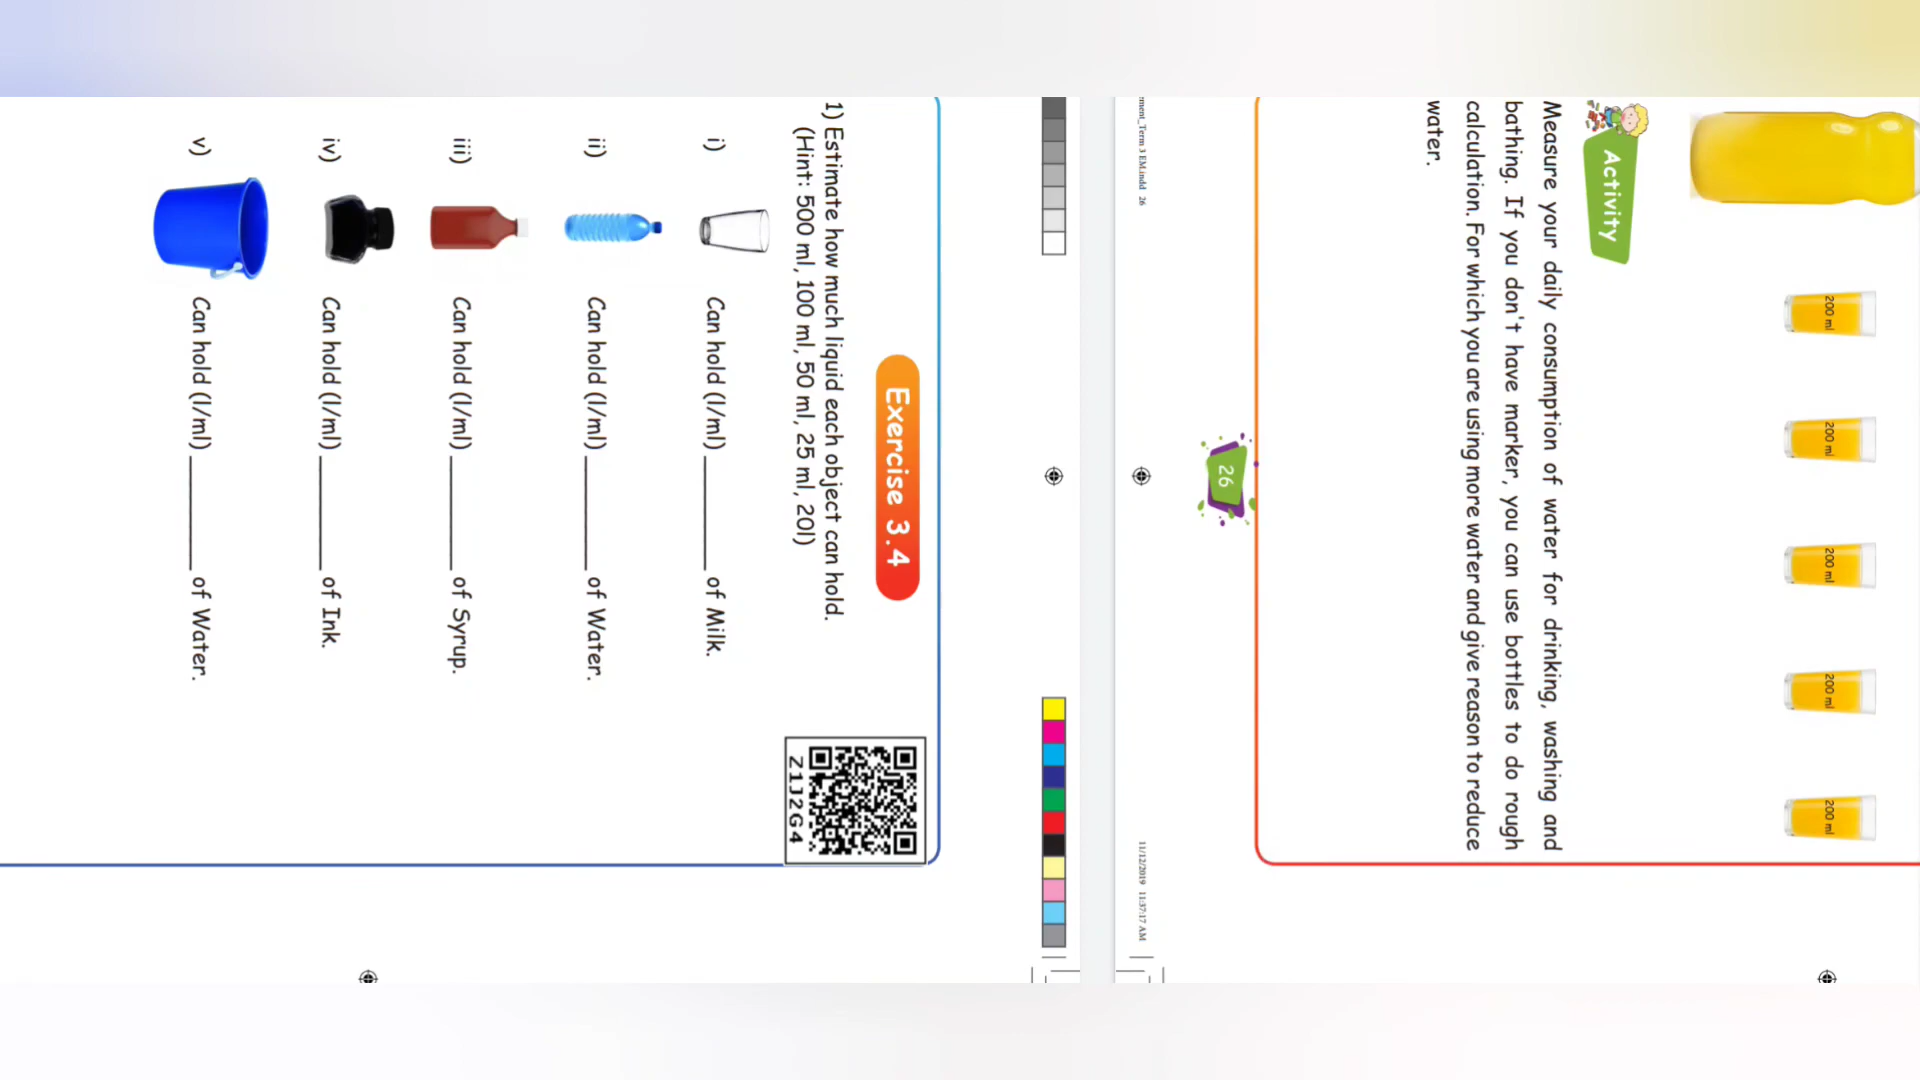 200 ml
200 ml
200 ml
200 ml
200 ml
Activity
Measure your daily consumption of water for drinking, washing and
bathing. If you don't have marker, you can use bottles to do rough
calculation. For which you are using more water and give reason to reduce
water.
26
ement_Term 3 EM.indd 26
11/12/2019 11:37:17 AM
Exercise 3.4
1) Estimate how much liquid each object can hold.
(Hint: 500 ml, 100 ml, 50 ml, 25 ml, 20l)
i) Can hold (l/ml) ________ of Milk.
ii) Can hold (l/ml) ________ of Water.
iii) Can hold (l/ml) ________ of Syrup.
iv) Can hold (l/ml) ________ of Ink.
v) Can hold (l/ml) ________ of Water.
Z1J2G4